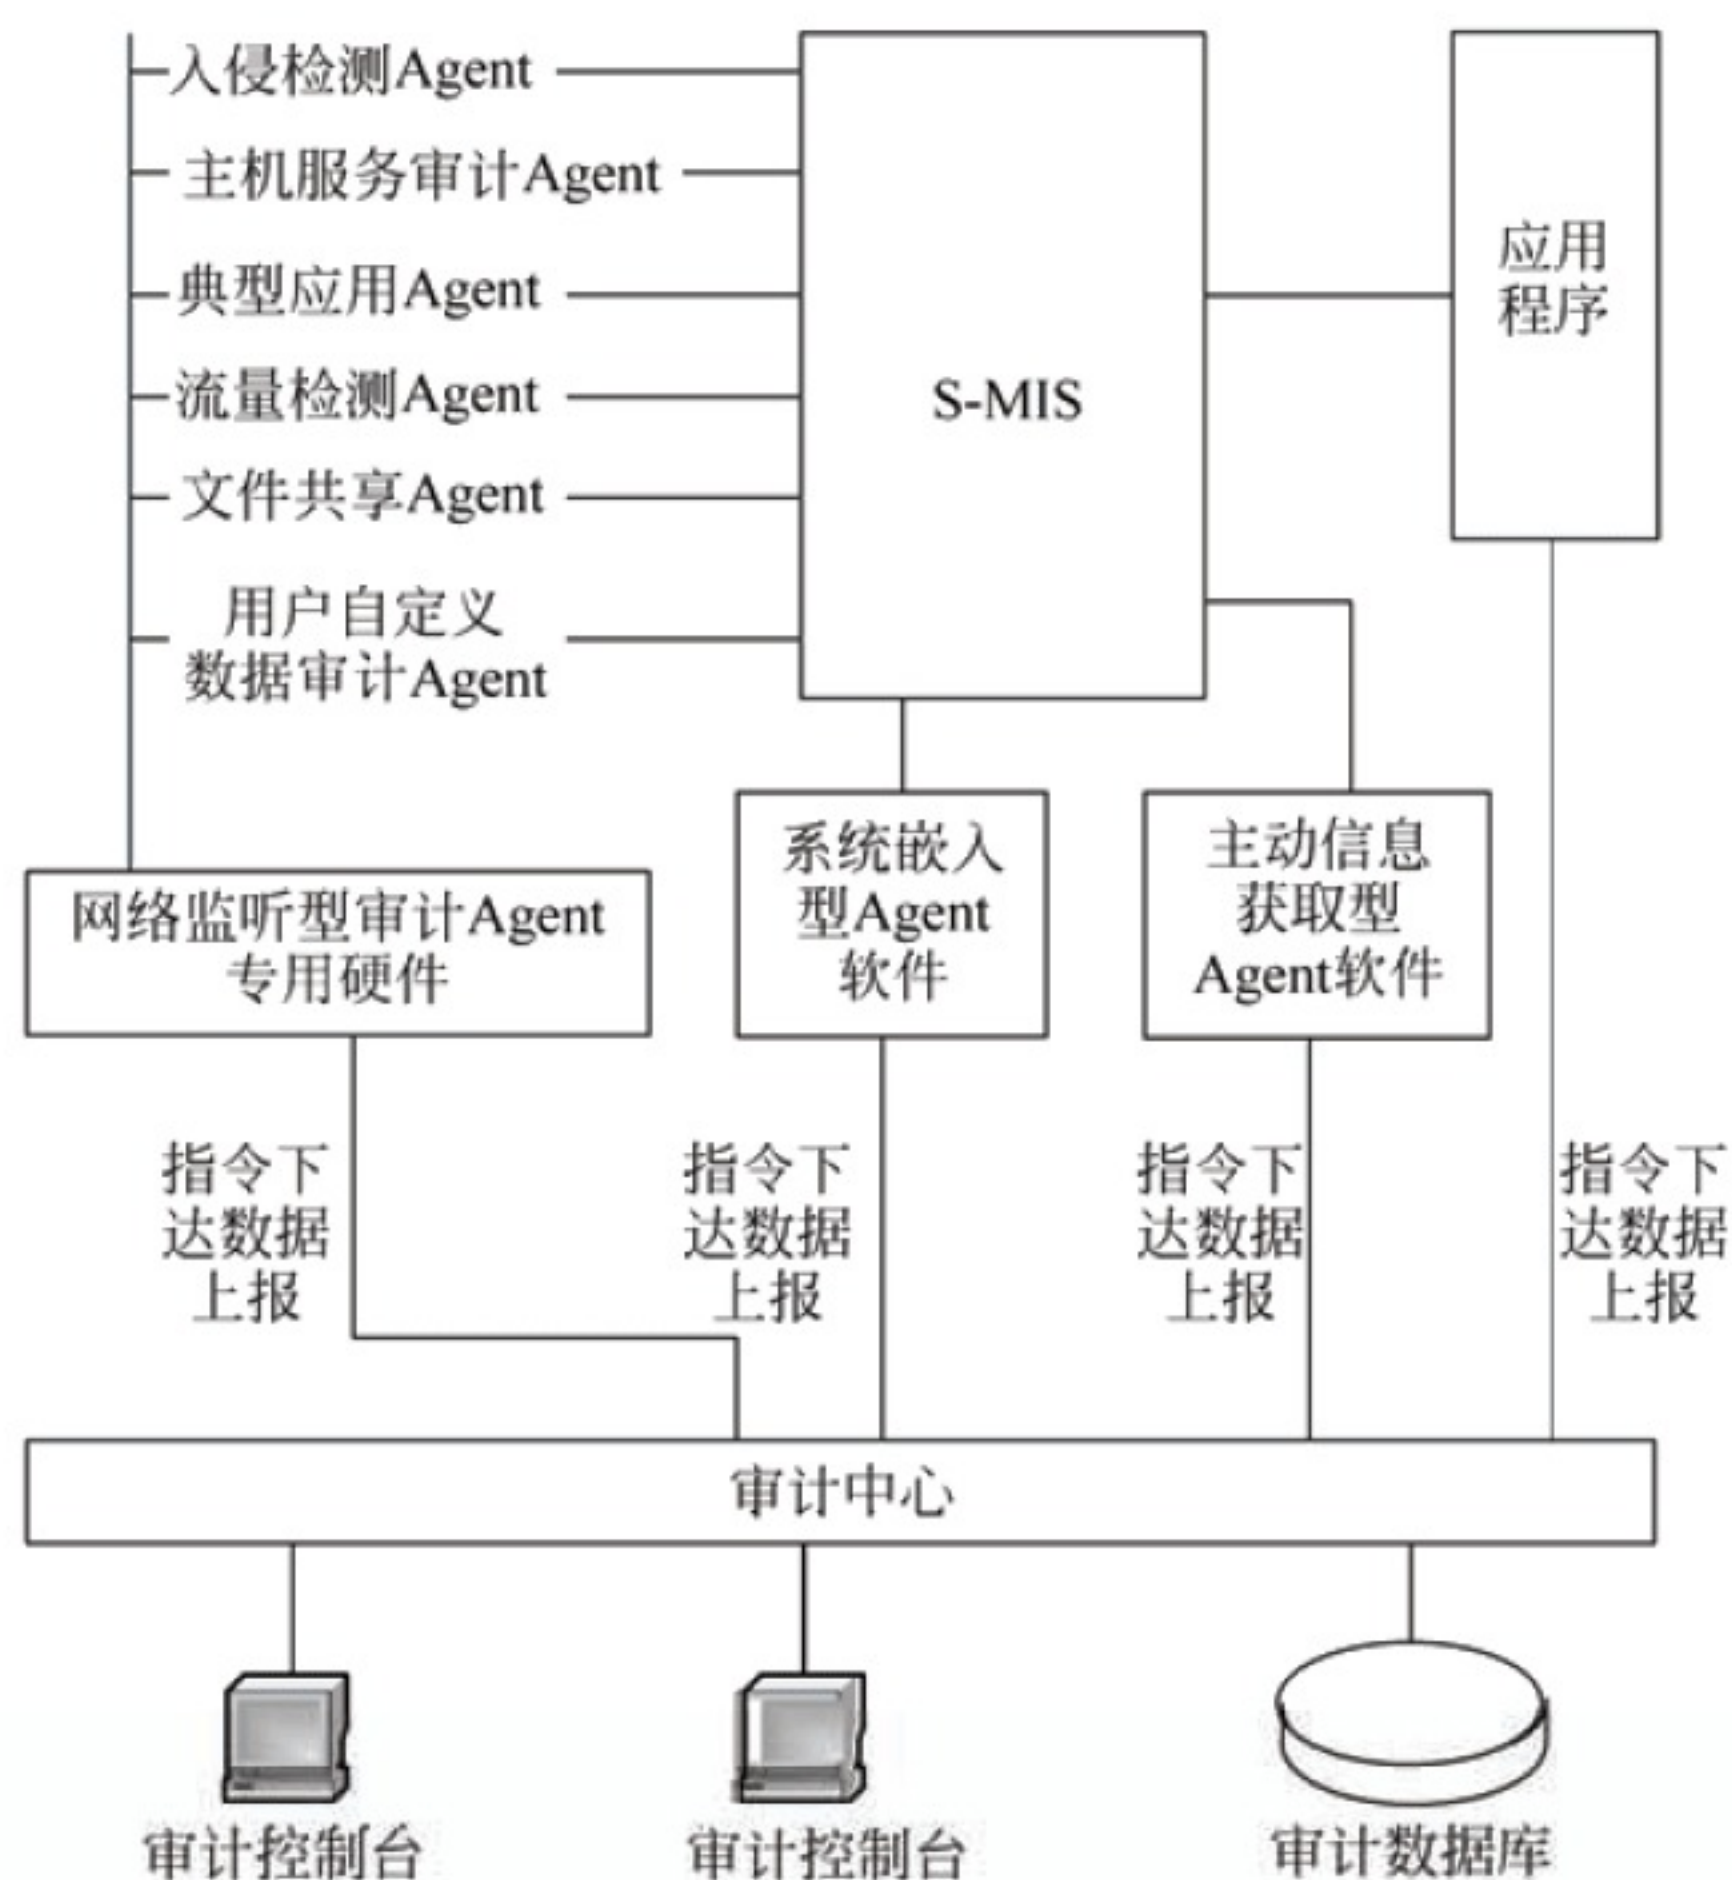 入侵检测Agent
主机服务审计Agent
典型应用Agent
流量检测Agent
文件共享Agent
用户自定义
数据审计Agent
S-MIS
应用
程序
网络监听型审计Agent
专用硬件
系统嵌入
型Agent
软件
主动信息
获取型
Agent软件
指令下
达数据
上报
指令下
达数据
上报
指令下
达数据
上报
指令下
达数据
上报
审计中心
审计控制台
审计控制台
审计数据库